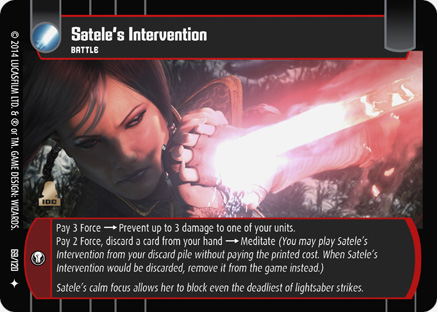 Satele's Intervention
BATTLE
© 2014 LUCASFILM LTD. & ® or TM. GAME DESIGN: WIZARDS.
IDC
Pay 3 Force → Prevent up to 3 damage to one of your units.
Pay 2 Force, discard a card from your hand → Meditate (You may play Satele's
Intervention from your discard pile without paying the printed cost. When Satele's
Intervention would be discarded, remove it from the game instead.)
Satele's calm focus allows her to block even the deadliest of lightsaber strikes.